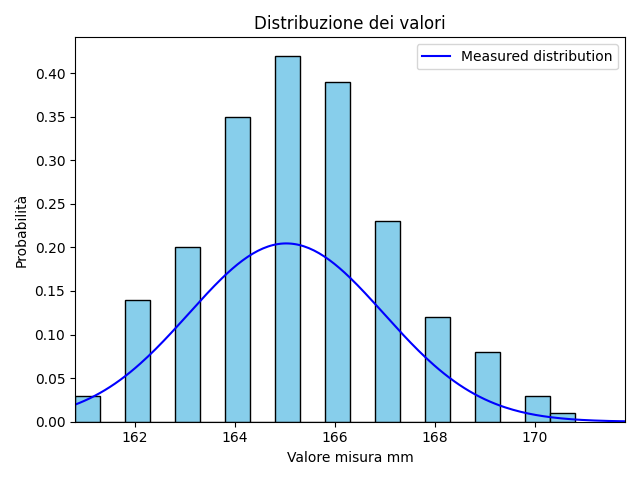 Distribuzione dei valori
Measured distribution
Probabilità
0.40
0.35
0.30
0.25
0.20
0.15
0.10
0.05
0.00
162 164 166 168 170
Valore misura mm